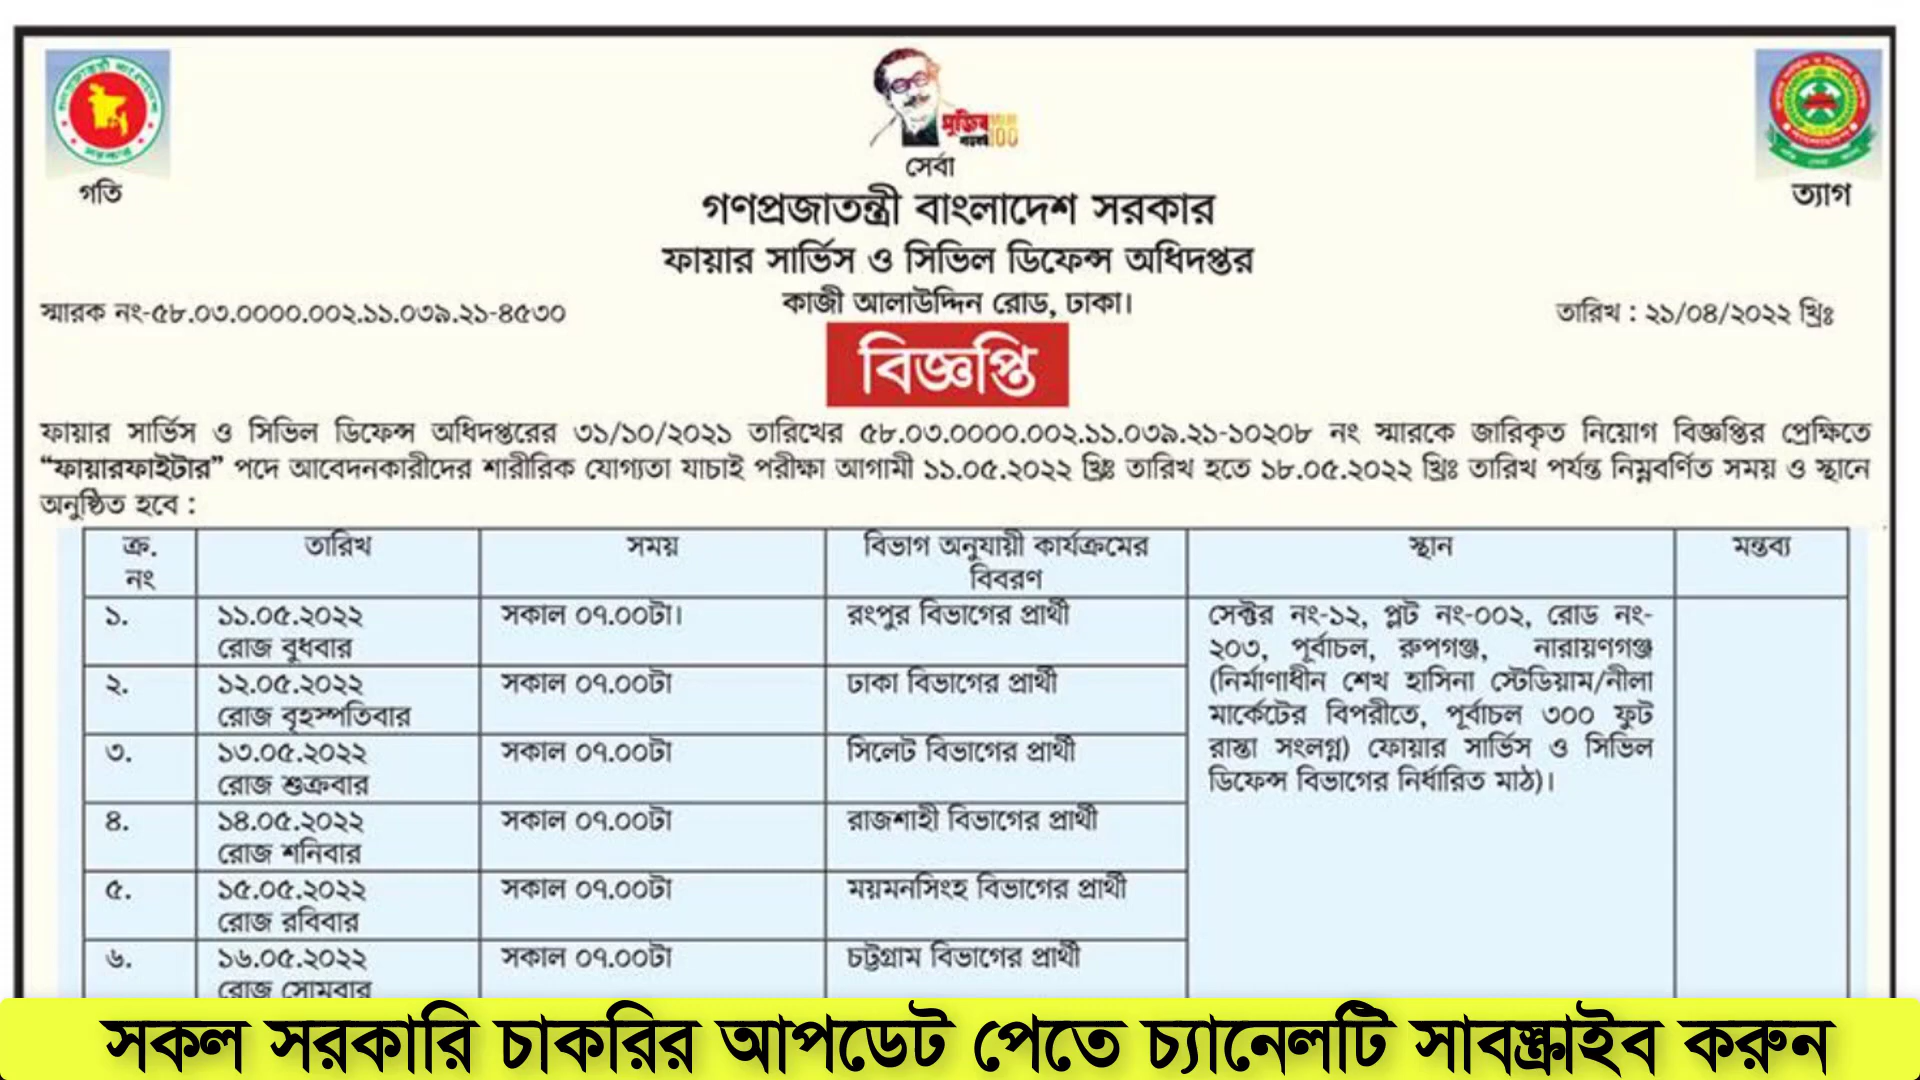 মুজিব
100
গতি
সেবা
ত্যাগ
গণপ্রজাতন্ত্রী বাংলাদেশ সরকার
ফায়ার সার্ভিস ও সিভিল ডিফেন্স অধিদপ্তর
কাজী আলাউদ্দিন রোড, ঢাকা।
স্মারক নং-৫৮.০৩.০০০০.০০২.১১.০৩৯.২১-৪৫৩০
তারিখ : ২১/০৪/২০২২ খ্রিঃ
বিজ্ঞপ্তি
ফায়ার সার্ভিস ও সিভিল ডিফেন্স অধিদপ্তরের ৩১/১০/২০২১ তারিখের ৫৮.০৩.০০০০.০০২.১১.০৩৯.২১-১০২০৮ নং স্মারকে জারিকৃত নিয়োগ বিজ্ঞপ্তির প্রেক্ষিতে
“ফায়ারফাইটার” পদে আবেদনকারীদের শারীরিক যোগ্যতা যাচাই পরীক্ষা আগামী ১১.০৫.২০২২ খ্রিঃ তারিখ হতে ১৮.০৫.২০২২ খ্রিঃ তারিখ পর্যন্ত নিম্নবর্ণিত সময় ও স্থানে
অনুষ্ঠিত হবে :
ক্র. নং তারিখ সময় বিভাগ অনুযায়ী কার্যক্রমের বিবরণ স্থান মন্তব্য
১. ১১.০৫.২০২২ সকাল ০৭.০০টা। রংপুর বিভাগের প্রার্থী
রোজ বুধবার
২. ১২.০৫.২০২২ সকাল ০৭.০০টা ঢাকা বিভাগের প্রার্থী
রোজ বৃহস্পতিবার
৩. ১৩.০৫.২০২২ সকাল ০৭.০০টা সিলেট বিভাগের প্রার্থী
রোজ শুক্রবার
৪. ১৪.০৫.২০২২ সকাল ০৭.০০টা রাজশাহী বিভাগের প্রার্থী
রোজ শনিবার
৫. ১৫.০৫.২০২২ সকাল ০৭.০০টা ময়মনসিংহ বিভাগের প্রার্থী
রোজ রবিবার
৬. ১৬.০৫.২০২২ সকাল ০৭.০০টা চট্টগ্রাম বিভাগের প্রার্থী
রোজ সোমবার
সেক্টর নং-১২, প্লট নং-০০২, রোড নং-
২০৩, পূর্বাচল, রুপগঞ্জ, নারায়ণগঞ্জ
(নির্মাণাধীন শেখ হাসিনা স্টেডিয়াম/নীলা
মার্কেটের বিপরীতে, পূর্বাচল ৩০০ ফুট
রাস্তা সংলগ্ন) ফোয়ার সার্ভিস ও সিভিল
ডিফেন্স বিভাগের নির্ধারিত মাঠ)।
সকল সরকারি চাকরির আপডেট পেতে চ্যানেলটি সাবস্ক্রাইব করুন